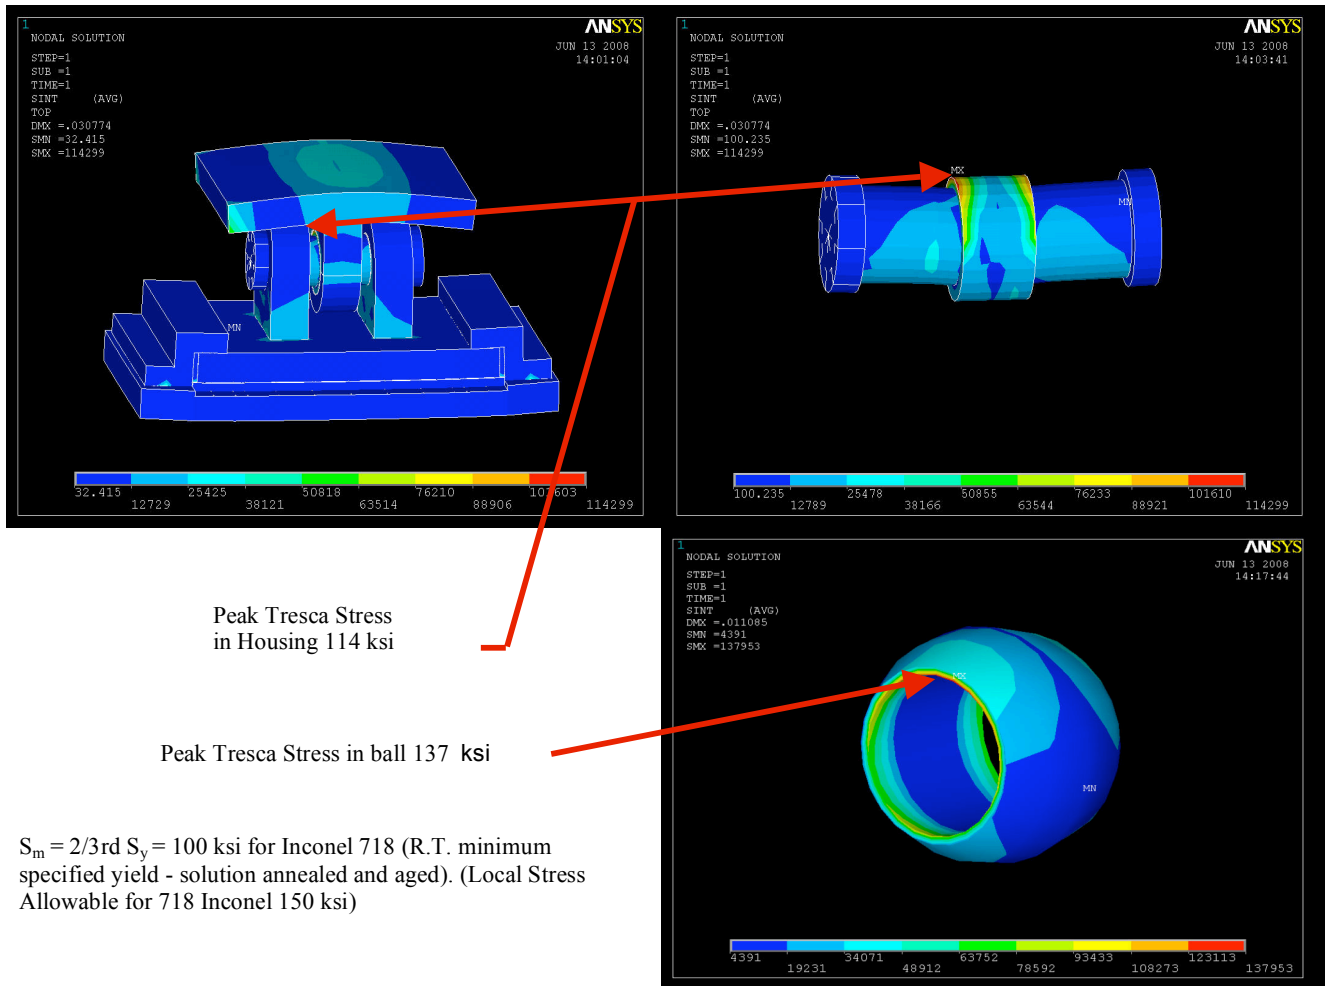 1
ANSYS
NODAL SOLUTION
JUN 13 2008
14:01:04
STEP=1
SUB =1
TIME=1
SINT (AVG)
TOP
DMX =.030774
SMN =32.415
SMX =114299
MN
32.415
12729
25425
38121
50818
63514
76210
88906
101603
114299
1
ANSYS
NODAL SOLUTION
JUN 13 2008
14:03:41
STEP=1
SUB =1
TIME=1
SINT (AVG)
TOP
DMX =.030774
SMN =100.235
SMX =114299
MX
MN
100.235
12789
25478
38166
50855
63544
76233
88921
101610
114299
Peak Tresca Stress
in Housing 114 ksi
Peak Tresca Stress in ball 137 ksi
Sm = 2/3rd Sy = 100 ksi for Inconel 718 (R.T. minimum
specified yield - solution annealed and aged). (Local Stress
Allowable for 718 Inconel 150 ksi)
1
ANSYS
NODAL SOLUTION
JUN 13 2008
14:17:44
STEP=1
SUB =1
TIME=1
SINT (AVG)
DMX =.011085
SMN =4391
SMX =137953
MX
MN
4391
19231
34071
48912
63752
78592
93433
108273
123113
137953